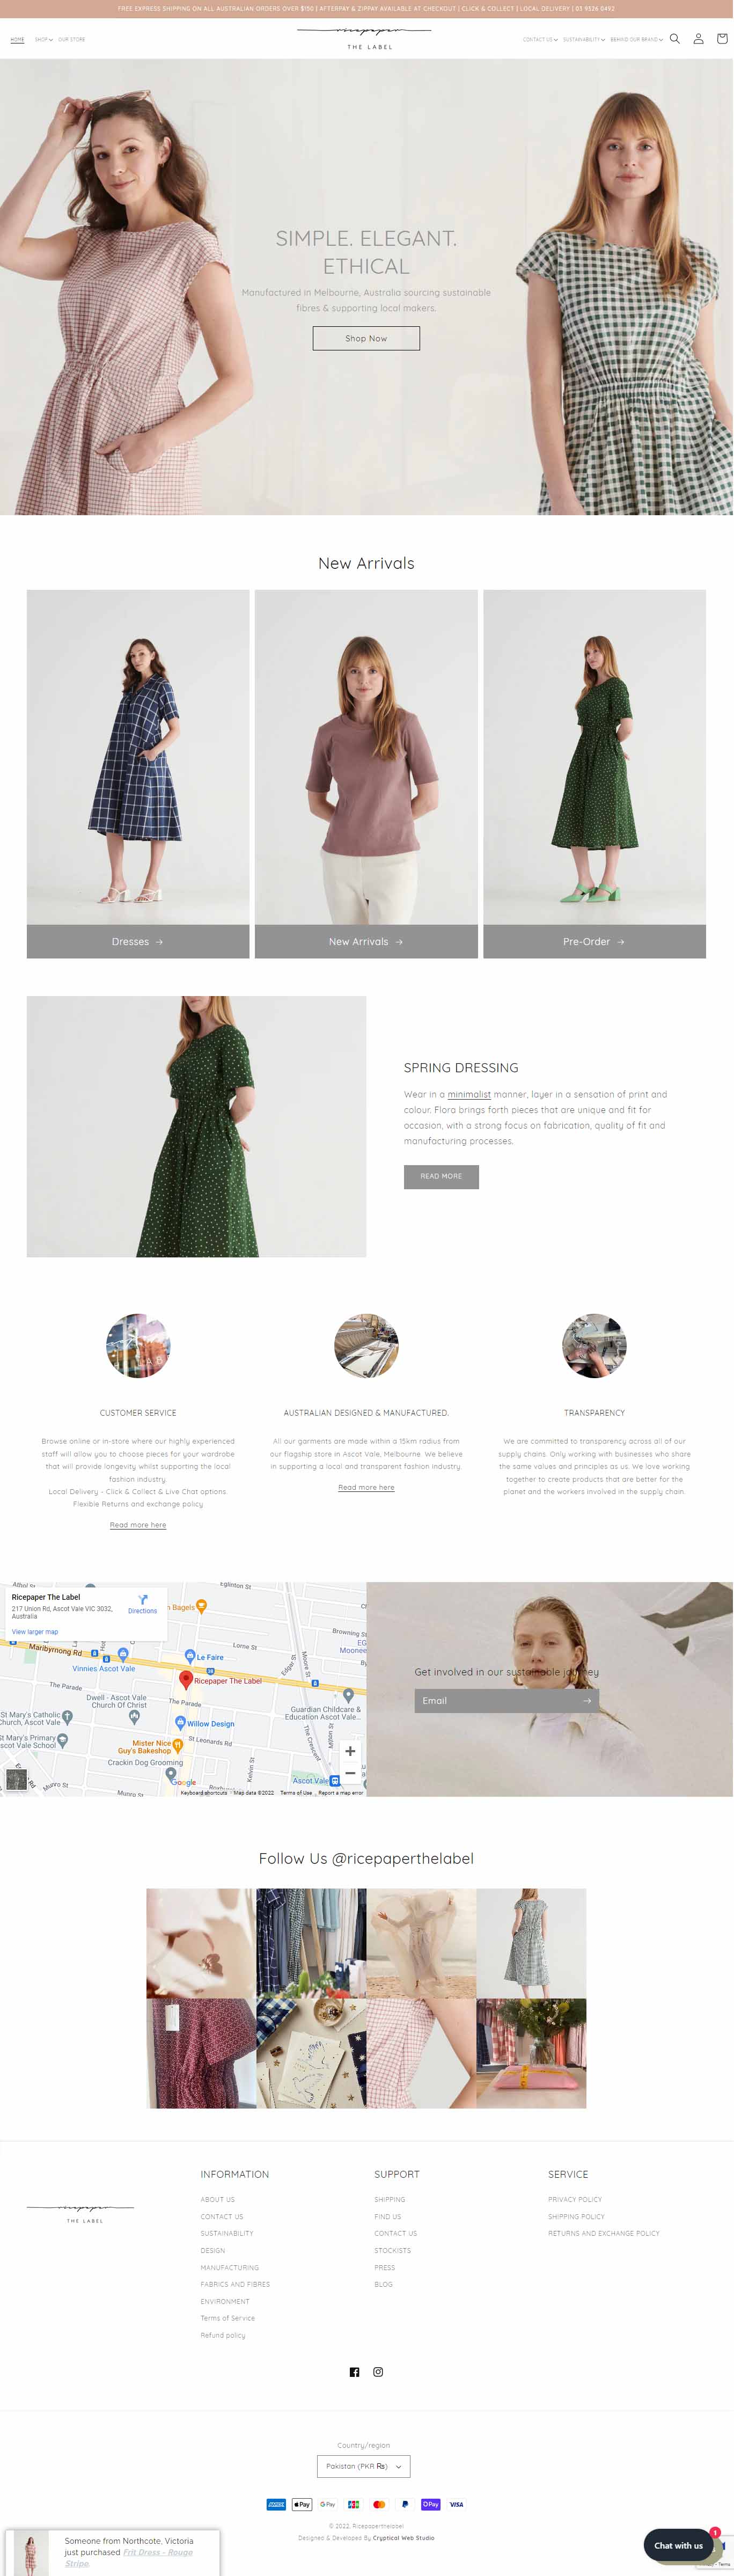 FREE EXPRESS SHIPPING ON ALL AUSTRALIAN ORDERS OVER $150 | AFTERPAY & ZIPPAY AVAILABLE AT CHECKOUT | CLICK & COLLECT | LOCAL DELIVERY | 03 9326 0492
HOME SHOP OUR STORE
ricepaper
THE LABEL
CONTACT US SUSTAINABILITY BEHIND OUR BRAND
SIMPLE. ELEGANT.
ETHICAL
Manufactured in Melbourne, Australia sourcing sustainable
fibres & supporting local makers.
Shop Now
New Arrivals
Dresses
New Arrivals
Pre-Order
SPRING DRESSING
Wear in a minimalist manner, layer in a sensation of print and
colour. Flora brings forth pieces that are unique and fit for
occasion, with a strong focus on fabrication, quality of fit and
manufacturing processes.
READ MORE
CUSTOMER SERVICE
Browse online or in-store where our highly experienced
staff will allow you to choose pieces for your wardrobe
that will provide longevity whilst supporting the local
fashion industry.
Local Delivery - Click & Collect & Live Chat options.
Flexible Returns and exchange policy
Read more here
AUSTRALIAN DESIGNED & MANUFACTURED.
All our garments are made within a 15km radius from
our flagship store in Ascot Vale, Melbourne. We believe
in supporting a local and transparent fashion industry.
Read more here
TRANSPARENCY
We are committed to transparency across all of our
supply chains. Only working with businesses who share
the same values and principles as us. We love working
together to create products that are better for the
planet and the workers involved in the supply chain.
Ricepaper The Label
217 Union Rd, Ascot Vale VIC 3032,
Australia
Directions
View larger map
Eglinton St
Bagels
Browning St
Lorne St
Moonee
Maribyrnong Rd
Le Faire
Vinnies Ascot Vale
Edgar St
Moore St
Ricepaper The Label
The Parade
Dwell - Ascot
Vale Church
Of Christ
The Parade
Guardian Childcare &
Education Ascot Vale...
St Mary's Catholic
Church, Ascot Vale
Willow Design
St Mary's Primary
Ascot Vale School
Mister Nice
Guy's Bakeshop
The Crescent
Crackin Dog Grooming
Kelvin St
Ascot Vale
Munro St
Munro St
Google
Keyboard shortcuts Map data ©2022 Terms of Use Report a map error
Get involved in our sustainable journey
Email
Follow Us @ricepaperthelabel
ricepaper
THE LABEL
INFORMATION
ABOUT US
CONTACT US
SUSTAINABILITY
DESIGN
MANUFACTURING
FABRICS AND FIBRES
ENVIRONMENT
Terms of Service
Refund policy
SUPPORT
SHIPPING
FIND US
CONTACT US
STOCKISTS
PRESS
BLOG
SERVICE
PRIVACY POLICY
SHIPPING POLICY
RETURNS AND EXCHANGE POLICY
Country/region
Pakistan (PKR ₨)
Pay
G Pay
JCB
DPay
VISA
© 2022, Ricepaperthelabel
Designed & Developed By Cryptical Web Studio
Someone from Northcote, Victoria
just purchased Frit Dress - Rouge
Stripe
Chat with us
1
Terms